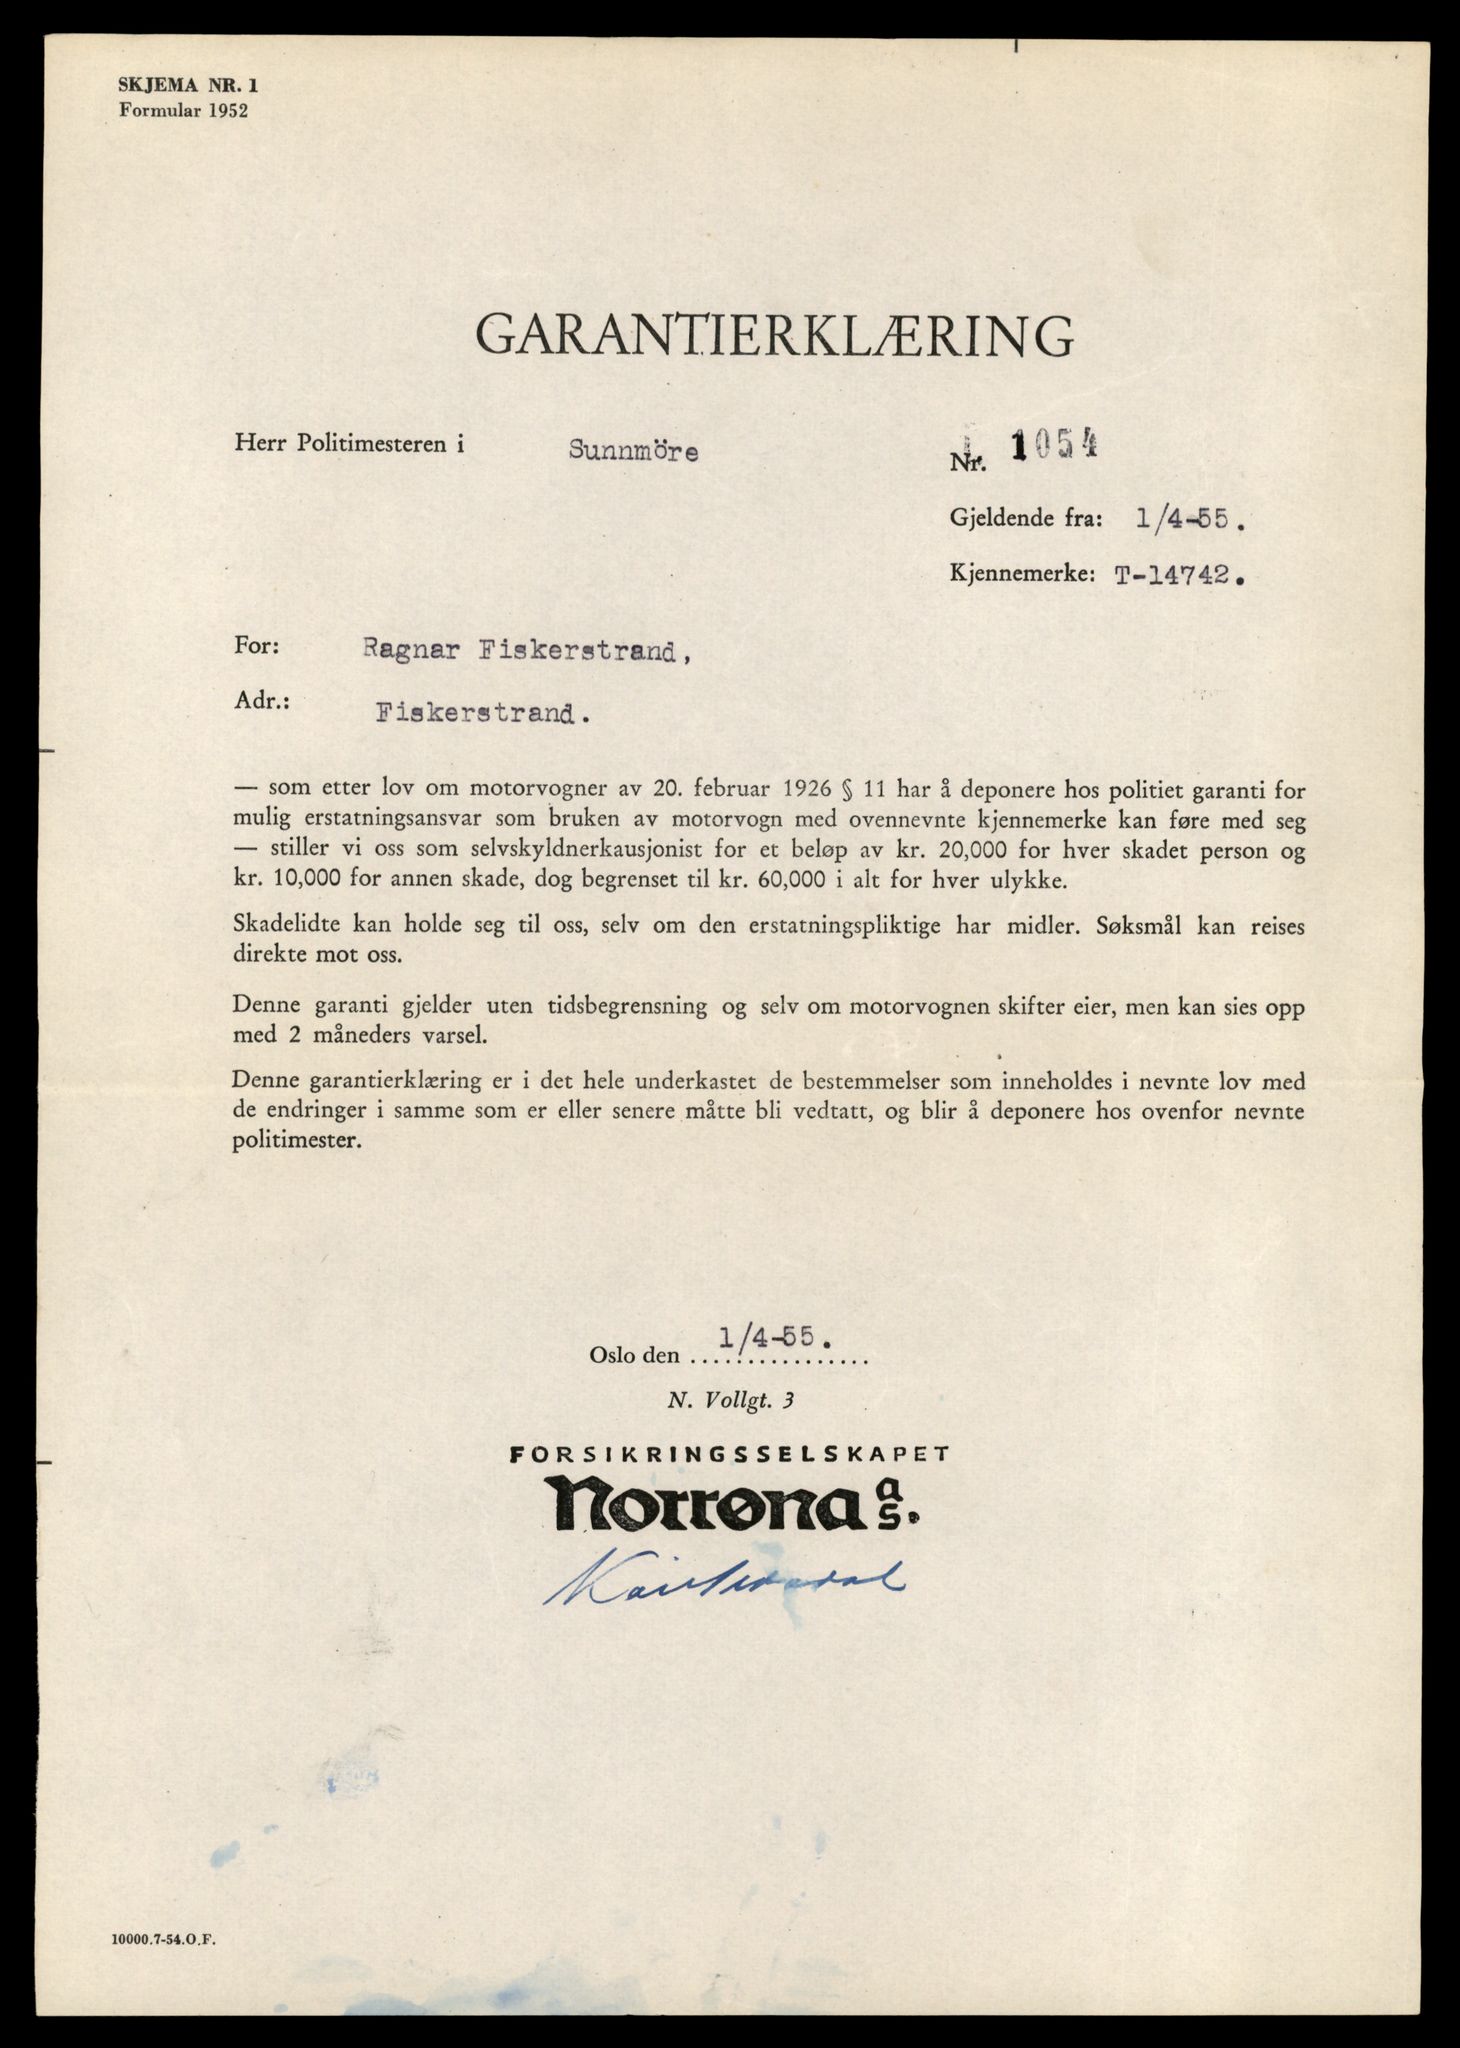 SKJEMA NR. 1
Formular 1952
GARANTIERKLÆRING
Herr Politimesteren i Sunnmöre
Nr. 1054
Gjeldende fra: 1/4-55.
Kjennemerke: T-14742.
For: Ragnar Fiskerstrand,
Adr.: Fiskerstrand.
— som etter lov om motorvogner av 20. februar 1926 § 11 har å deponere hos politiet garanti for
mulig erstatningsansvar som bruken av motorvogn med ovennevnte kjennemerke kan føre med seg
— stiller vi oss som selvskyldnerkausjonist for et beløp av kr. 20,000 for hver skadet person og
kr. 10,000 for annen skade, dog begrenset til kr. 60,000 i alt for hver ulykke.
Skadelidte kan holde seg til oss, selv om den erstatningspliktige har midler. Søksmål kan reises
direkte mot oss.
Denne garanti gjelder uten tidsbegrensning og selv om motorvognen skifter eier, men kan sies opp
med 2 måneders varsel.
Denne garantierklæring er i det hele underkastet de bestemmelser som inneholdes i nevnte lov med
de endringer i samme som er eller senere måtte bli vedtatt, og blir å deponere hos ovenfor nevnte
politimester.
Oslo den 1/4-55.
N. Vollgt. 3
FORSIKRINGSSELSKAPET
Norrøna a/s.
10000.7-54.O.F.